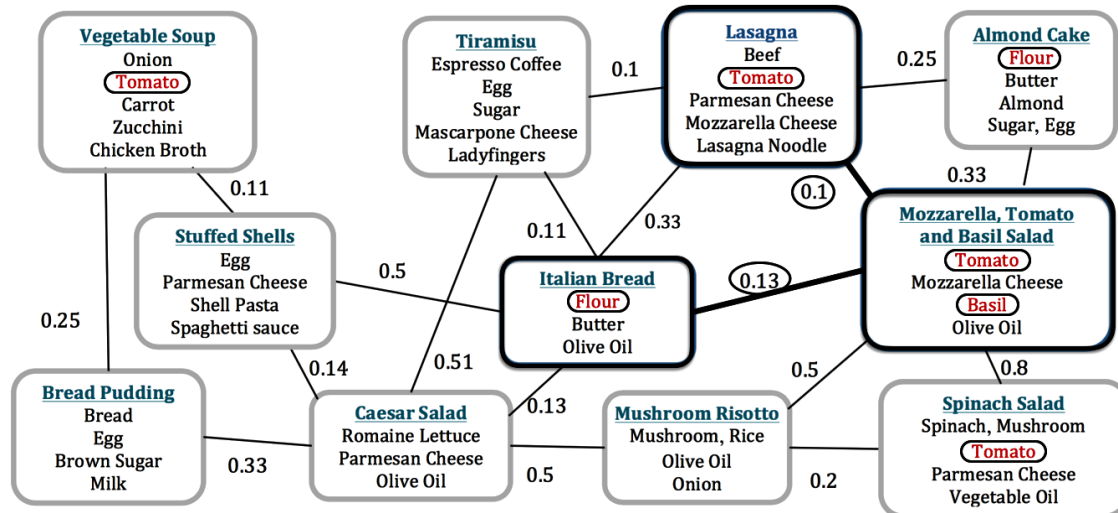 Vegetable Soup
Onion
Tomato
Carrot
Zucchini
Chicken Broth
Tiramisu
Espresso Coffee
Egg
Sugar
Mascarpone Cheese
Ladyfingers
Lasagna
Beef
Tomato
Parmesan Cheese
Mozzarella Cheese
Lasagna Noodle
Almond Cake
Flour
Butter
Almond
Sugar, Egg
0.1
0.25
0.11
0.33
0.1
0.33
Stuffed Shells
Egg
Parmesan Cheese
Shell Pasta
Spaghetti sauce
0.5
0.11
Italian Bread
Flour
Butter
Olive Oil
0.13
Mozzarella, Tomato
and Basil Salad
Tomato
Mozzarella Cheese
Basil
Olive Oil
0.25
0.14
0.51
0.13
0.5
0.8
Bread Pudding
Bread
Egg
Brown Sugar
Milk
0.33
Caesar Salad
Romaine Lettuce
Parmesan Cheese
Olive Oil
0.5
Mushroom Risotto
Mushroom, Rice
Olive Oil
Onion
0.2
Spinach Salad
Spinach, Mushroom
Tomato
Parmesan Cheese
Vegetable Oil